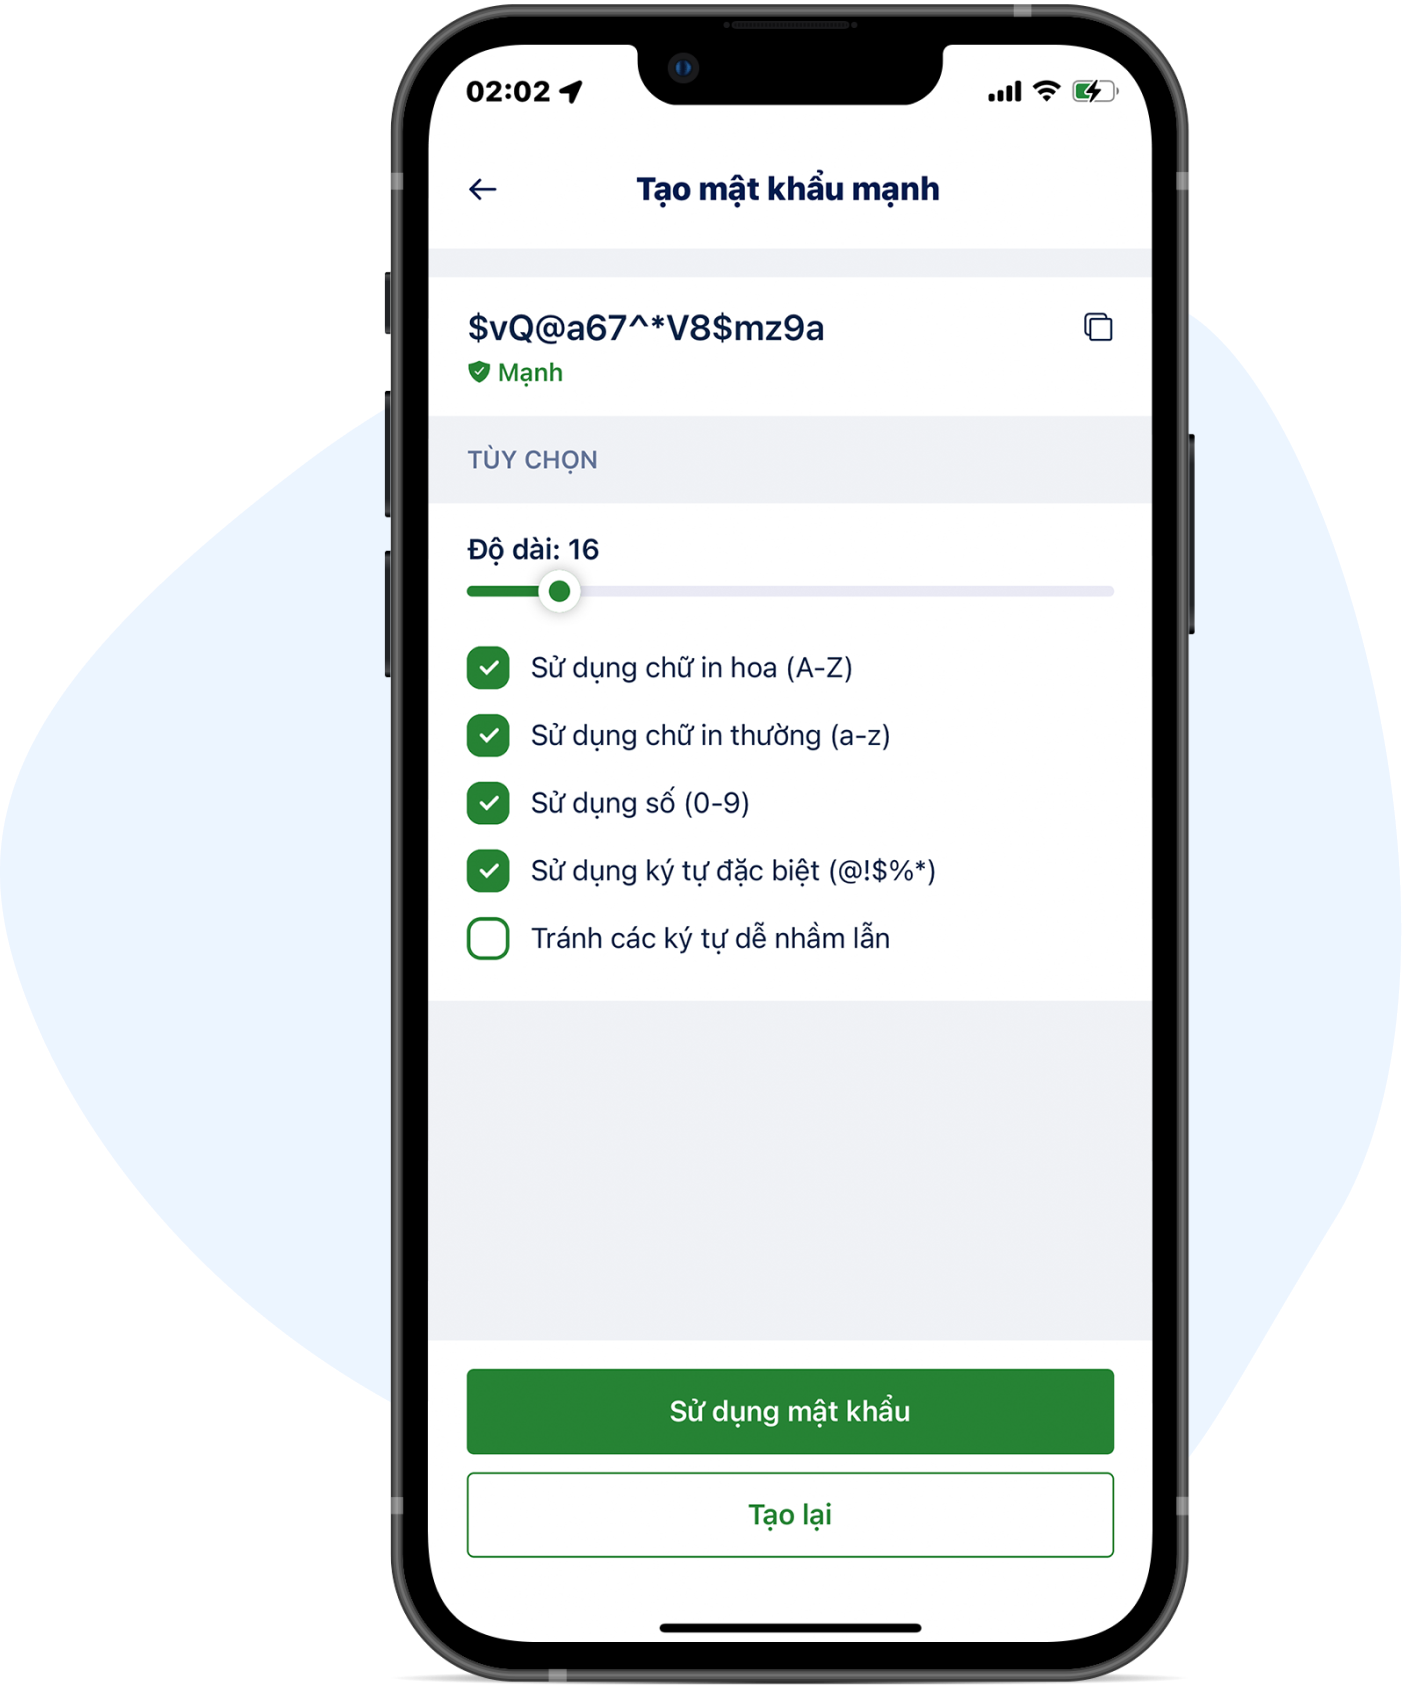 02:02
Tạo mật khẩu mạnh
$vQ@a67^*V8$mz9a
Mạnh
TÙY CHỌN
Độ dài: 16
Sử dụng chữ in hoa (A-Z)
Sử dụng chữ in thường (a-z)
Sử dụng số (0-9)
Sử dụng ký tự đặc biệt (@!$%*)
Tránh các ký tự dễ nhầm lẫn
Sử dụng mật khẩu
Tạo lại